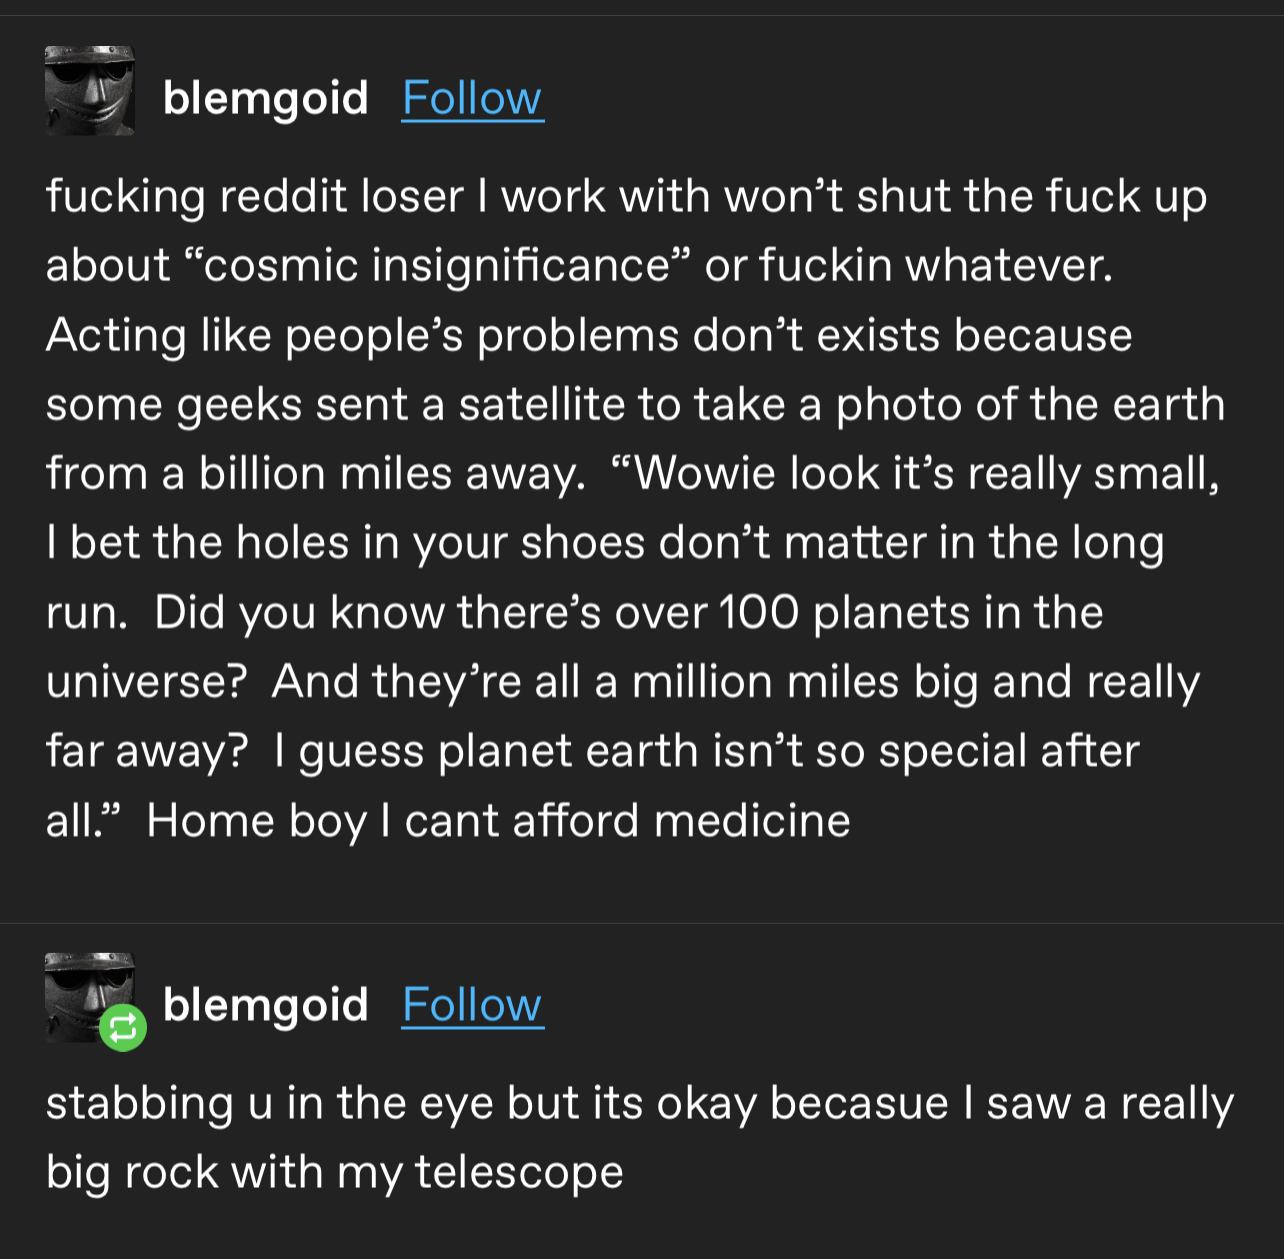 blemgoid Follow
fucking reddit loser I work with won’t shut the fuck up
about “cosmic insignificance” or fuckin whatever.
Acting like people’s problems don’t exists because
some geeks sent a satellite to take a photo of the earth
from a billion miles away.  “Wowie look it’s really small,
I bet the holes in your shoes don’t matter in the long
run.  Did you know there’s over 100 planets in the
universe?  And they’re all a million miles big and really
far away?  I guess planet earth isn’t so special after
all.”  Home boy I cant afford medicine
blemgoid Follow
stabbing u in the eye but its okay becasue I saw a really
big rock with my telescope